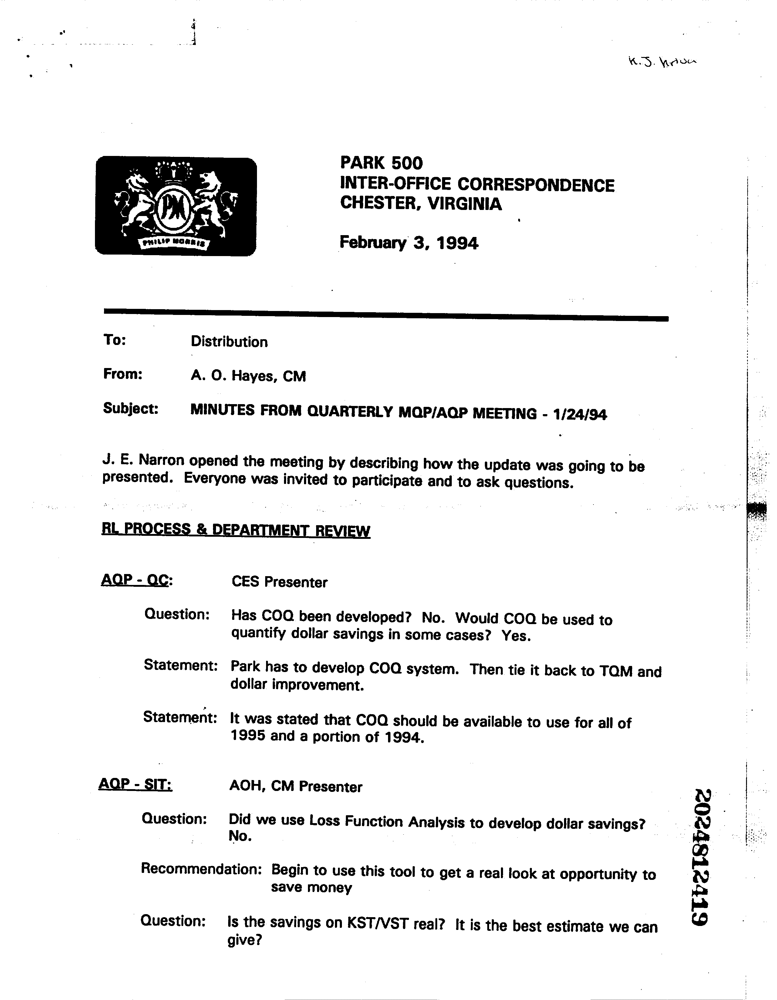 K.J.
PARK 500
INTER-OFFICE CORRESPONDENCE
CHESTER, VIRGINIA
PM
PHILIP MORRIS
February 3, 1994
To: Distribution
From: A. O. Hayes, CM
Subject: MINUTES FROM QUARTERLY MQP/AQP MEETING - 1/24/94
J. E. Narron opened the meeting by describing how the update was going to be
presented. Everyone was invited to participate and to ask questions.
RL PROCESS & DEPARTMENT REVIEW
AQP - QC: CES Presenter
Question: Has COQ been developed? No. Would COQ be used to
quantify dollar savings in some cases? Yes.
Statement: Park has to develop COQ system. Then tie it back to TQM and
dollar improvement.
Statement: It was stated that COQ should be available to use for all of
1995 and a portion of 1994.
AQP - SIT: AOH, CM Presenter
Question: Did we use Loss Function Analysis to develop dollar savings?
No.
Recommendation: Begin to use this tool to get a real look at opportunity to
save money
Question: Is the savings on KST/VST real? It is the best estimate we can
give?
2024812419